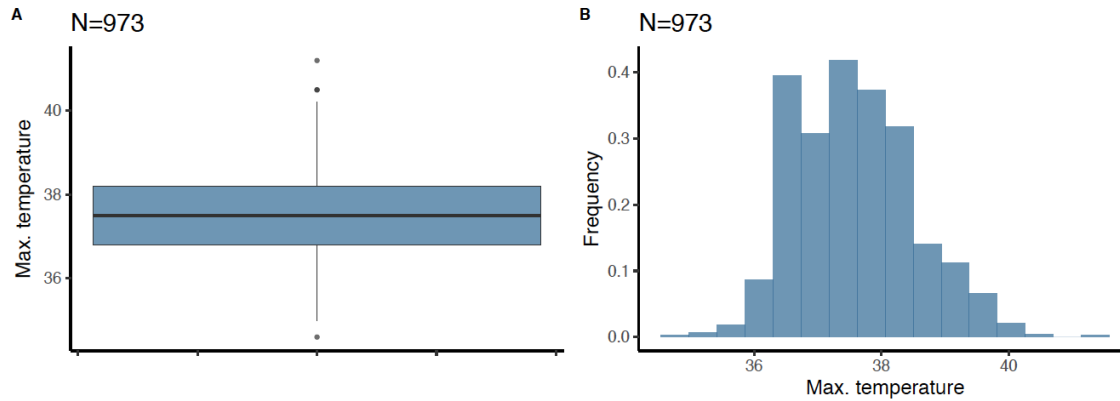 A
N=973
Max. temperature
40
38
36
B
N=973
Frequency
0.4
0.3
0.2
0.1
0.0
36
38
40
Max. temperature